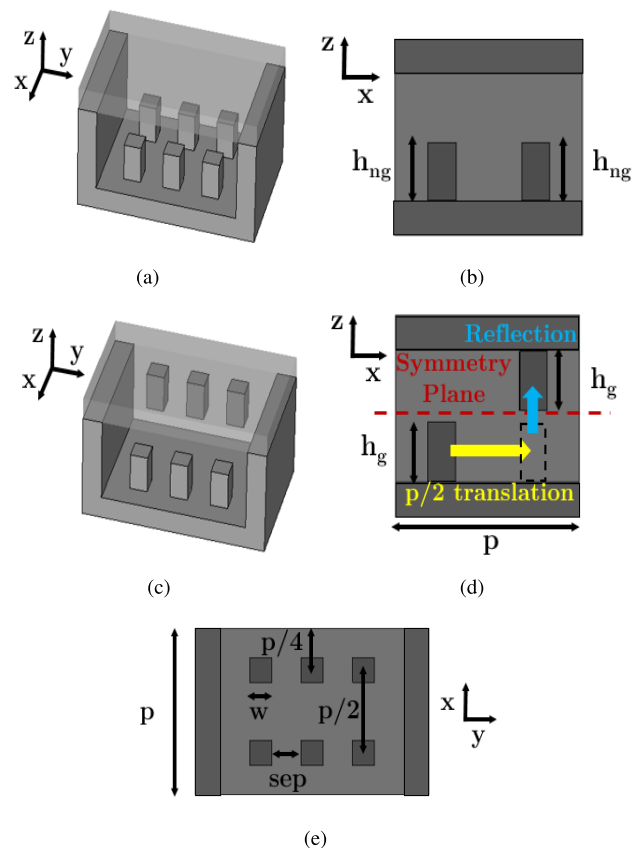 z
y
x
(a)
z
x
h_ng
h_ng
(b)
z
y
x
(c)
z
x
Reflection
Symmetry
Plane
h_g
h_g
p/2 translation
p
(d)
p
p/4
w
p/2
sep
x
y
(e)